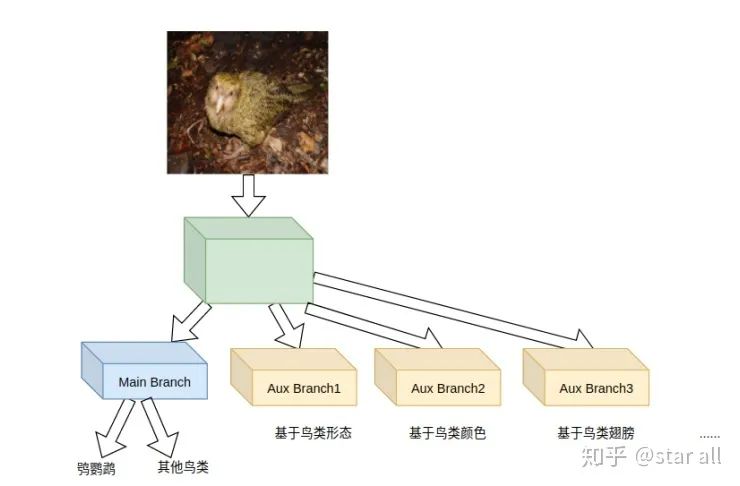 Main Branch
Aux Branch1
Aux Branch2
Aux Branch3
基于鸟类形态
基于鸟类颜色
基于鸟类翅膀
......
鸮鹦鹉
其他鸟类
知乎 @star all